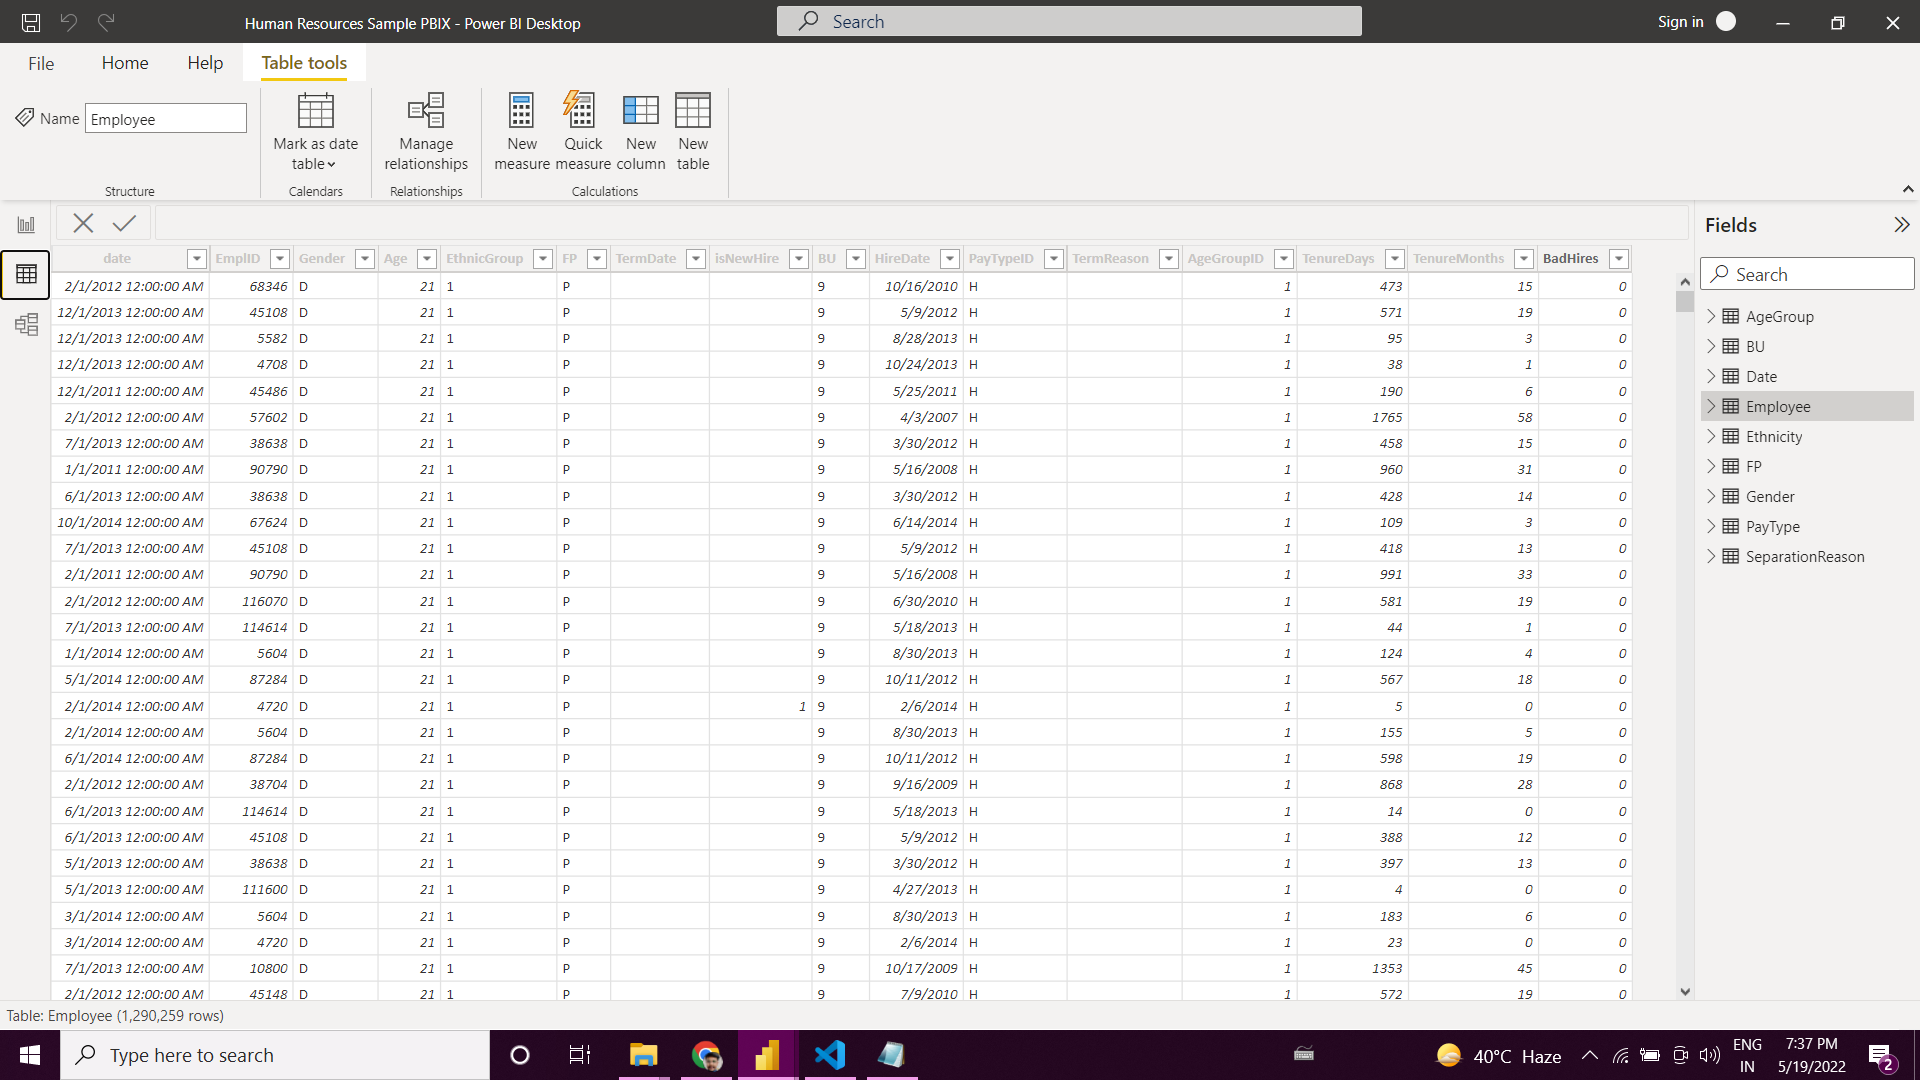 Human Resources Sample PBIX - Power BI Desktop
Search
Sign in
File Home Help Table tools
Name Employee
Mark as date table
Manage relationships
New measure
Quick measure
New column
New table
Structure Calendars Relationships Calculations
date EmplID Gender Age EthnicGroup FP TermDate isNewHire BU HireDate PayTypeID TermReason AgeGroupID TenureDays TenureMonths BadHires
2/1/2012 12:00:00 AM 68346 D 21 1 P 9 10/16/2010 H 1 473 15 0
12/1/2013 12:00:00 AM 45108 D 21 1 P 9 5/9/2012 H 1 571 19 0
12/1/2013 12:00:00 AM 5582 D 21 1 P 9 8/28/2013 H 1 95 3 0
12/1/2013 12:00:00 AM 4708 D 21 1 P 9 10/24/2013 H 1 38 1 0
12/1/2011 12:00:00 AM 45486 D 21 1 P 9 5/25/2011 H 1 190 6 0
2/1/2012 12:00:00 AM 57602 D 21 1 P 9 4/3/2007 H 1 1765 58 0
7/1/2013 12:00:00 AM 38638 D 21 1 P 9 3/30/2012 H 1 458 15 0
1/1/2011 12:00:00 AM 90790 D 21 1 P 9 5/16/2008 H 1 960 31 0
6/1/2013 12:00:00 AM 38638 D 21 1 P 9 3/30/2012 H 1 428 14 0
10/1/2014 12:00:00 AM 67624 D 21 1 P 9 6/14/2014 H 1 109 3 0
7/1/2013 12:00:00 AM 45108 D 21 1 P 9 5/9/2012 H 1 418 13 0
2/1/2011 12:00:00 AM 90790 D 21 1 P 9 5/16/2008 H 1 991 33 0
2/1/2012 12:00:00 AM 116070 D 21 1 P 9 6/30/2010 H 1 581 19 0
7/1/2013 12:00:00 AM 114614 D 21 1 P 9 5/18/2013 H 1 44 1 0
1/1/2014 12:00:00 AM 5604 D 21 1 P 9 8/30/2013 H 1 124 4 0
5/1/2014 12:00:00 AM 87284 D 21 1 P 9 10/11/2012 H 1 567 18 0
2/1/2014 12:00:00 AM 4720 D 21 1 P 1 9 2/6/2014 H 1 5 0 0
2/1/2014 12:00:00 AM 5604 D 21 1 P 9 8/30/2013 H 1 155 5 0
6/1/2014 12:00:00 AM 87284 D 21 1 P 9 10/11/2012 H 1 598 19 0
2/1/2012 12:00:00 AM 38704 D 21 1 P 9 9/16/2009 H 1 868 28 0
6/1/2013 12:00:00 AM 114614 D 21 1 P 9 5/18/2013 H 1 14 0 0
6/1/2013 12:00:00 AM 45108 D 21 1 P 9 5/9/2012 H 1 388 12 0
5/1/2013 12:00:00 AM 38638 D 21 1 P 9 3/30/2012 H 1 397 13 0
5/1/2013 12:00:00 AM 111600 D 21 1 P 9 4/27/2013 H 1 4 0 0
3/1/2014 12:00:00 AM 5604 D 21 1 P 9 8/30/2013 H 1 183 6 0
3/1/2014 12:00:00 AM 4720 D 21 1 P 9 2/6/2014 H 1 23 0 0
7/1/2013 12:00:00 AM 10800 D 21 1 P 9 10/17/2009 H 1 1353 45 0
2/1/2012 12:00:00 AM 45148 D 21 1 P 9 7/9/2010 H 1 572 19 0
Fields
Search
AgeGroup
BU
Date
Employee
Ethnicity
FP
Gender
PayType
SeparationReason
Table: Employee (1,290,259 rows)
Type here to search
40°C Haze
ENG
IN
7:37 PM
5/19/2022
2